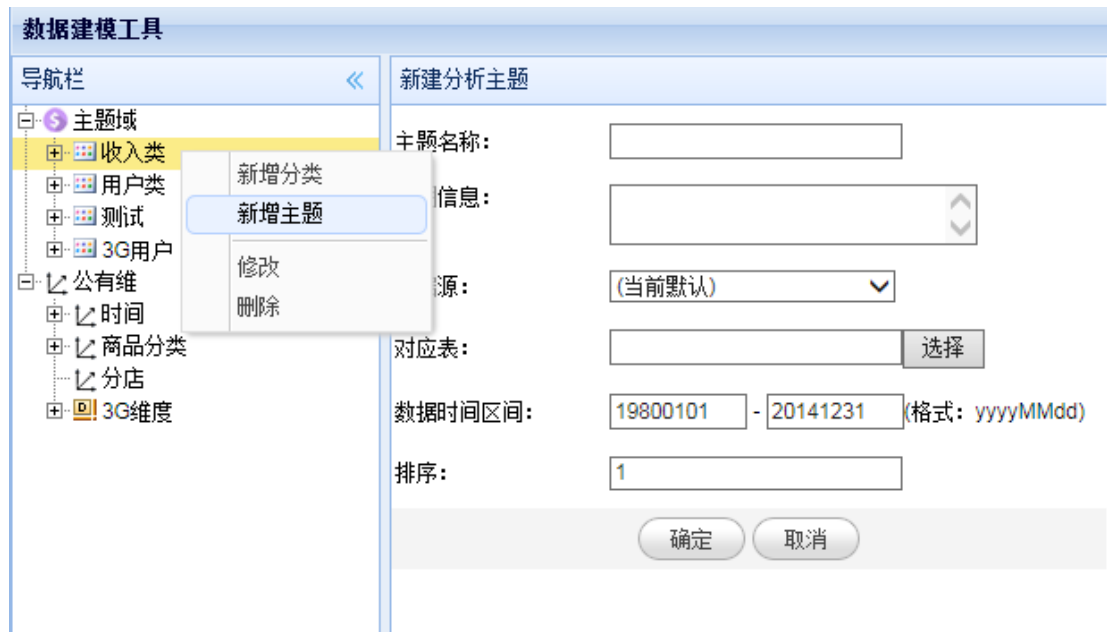 数据建模工具
导航栏
主题域
收入类
用户类
测试
3G用户
公有维
时间
商品分类
分店
3G维度
新增分类
新增主题
修改
删除
新建分析主题
主题名称：
信息：
源： (当前默认)
对应表： 选择
数据时间区间： 19800101 - 20141231 (格式：yyyyMMdd)
排序： 1
确定 取消